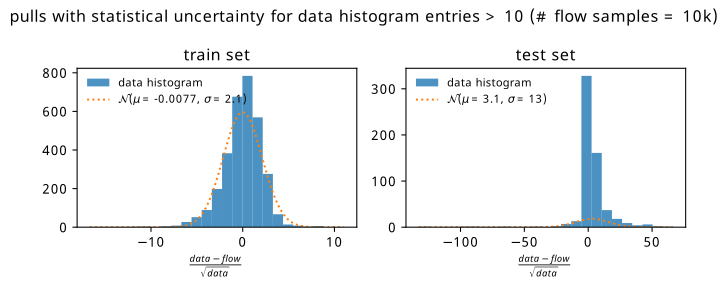 pulls with statistical uncertainty for data histogram entries > 10 (# flow samples = 10k)
train set
800
600
400
200
0
data histogram
𝒩(μ = -0.0077, σ = 2.1)
−10
0
10
data − flow
√data
test set
300
200
100
0
data histogram
𝒩(μ = 3.1, σ = 13)
−100
−50
0
50
data − flow
√data